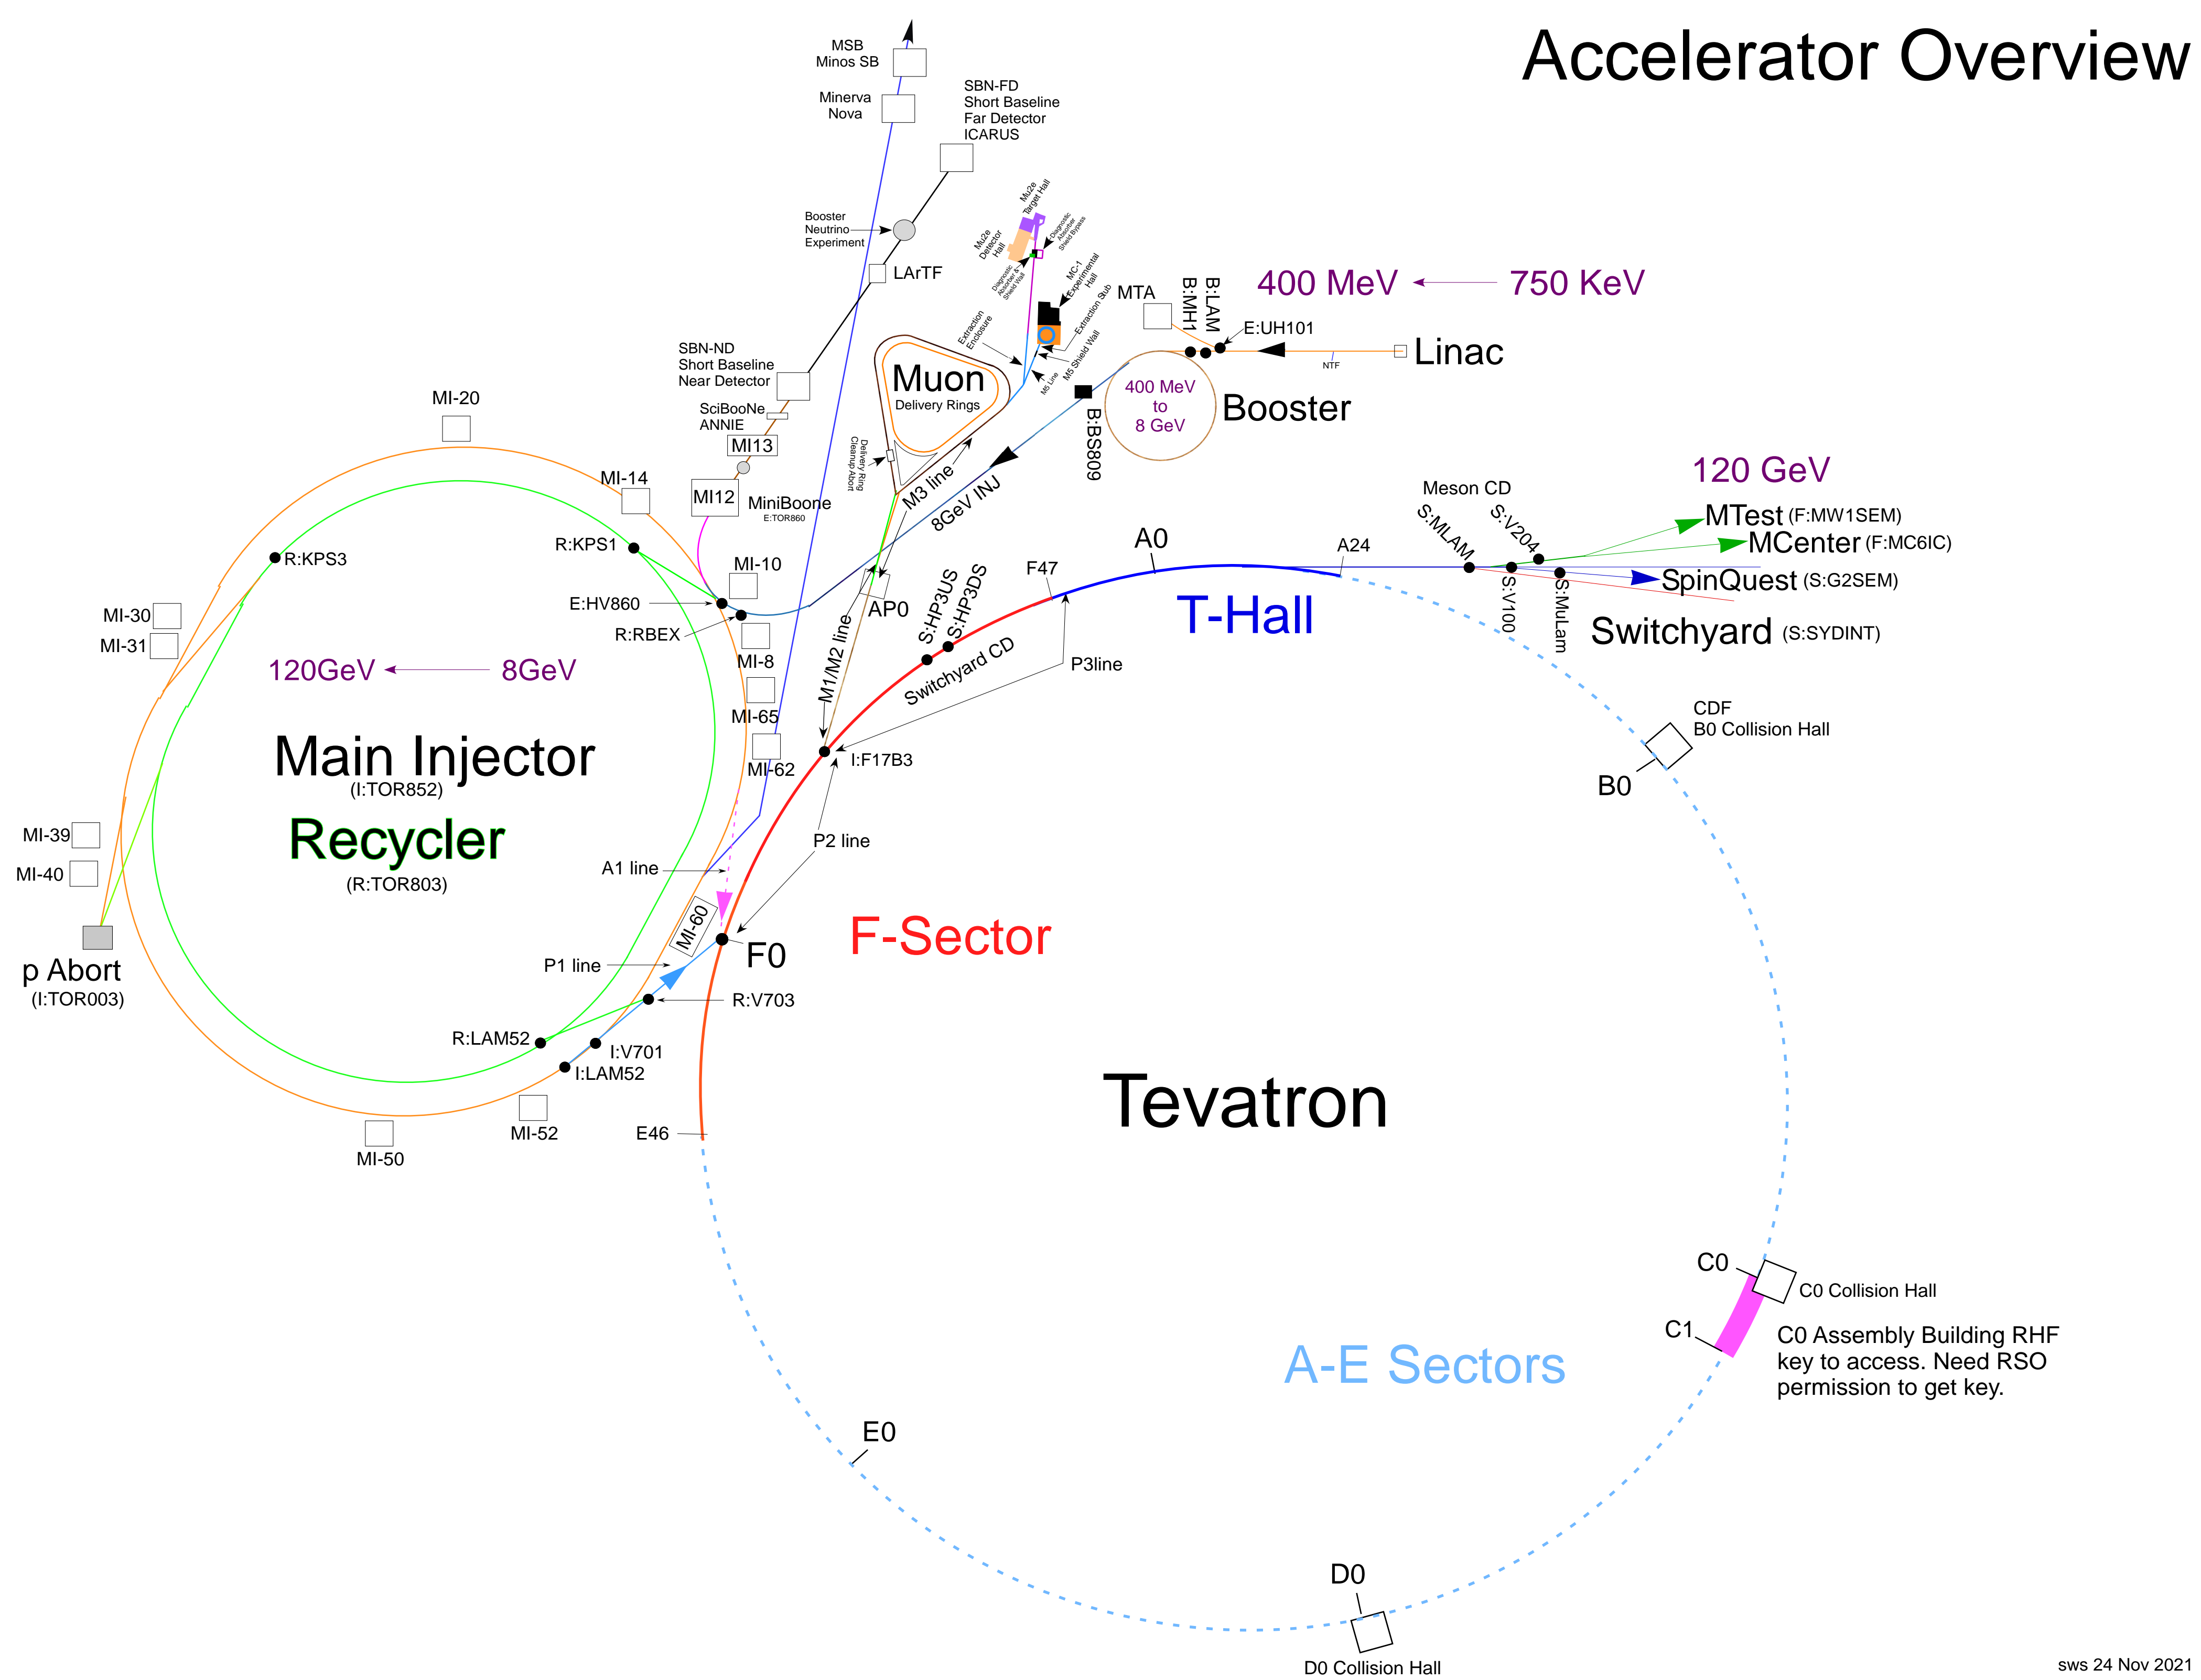 Accelerator Overview
MSB
Minos SB
Minerva
Nova
SBN-FD
Short Baseline
Far Detector
ICARUS
Booster
Neutrino
Experiment
LArTF
Mu2e
Target Hall
Mu2e
Detector
Hall
Diagnostic
Absorber
Shield Bypass
Diagnostic
Absorber &
Shield Wall
MC-1
Experimental
Hall
Extraction Stub
Extraction
Enclosure
M5 Shield Wall
M5 Line
MTA
B:MH1
B:LAM
400 MeV
750 KeV
E:UH101
Linac
NTF
SBN-ND
Short Baseline
Near Detector
SciBooNe
ANNIE
MI13
MI12
MiniBoone
E:TOR860
Muon
Delivery Rings
Delivery Ring
Cleanup Abort
M3 line
8GeV INJ
400 MeV
to
8 GeV
Booster
B:BS809
MI-20
MI-14
R:KPS1
R:KPS3
MI-10
E:HV860
R:RBEX
MI-8
MI-30
MI-31
120GeV
8GeV
MI-65
MI-62
Main Injector
(I:TOR852)
Recycler
(R:TOR803)
MI-39
MI-40
p Abort
(I:TOR003)
AP0
M1/M2 line
S:HP3US
S:HP3DS
Switchyard CD
F47
A0
A24
T-Hall
P3line
I:F17B3
P2 line
A1 line
MI-60
F0
F-Sector
P1 line
R:V703
R:LAM52
I:V701
I:LAM52
MI-52
MI-50
E46
120 GeV
Meson CD
S:MLAM
S:V204
MTest (F:MW1SEM)
MCenter (F:MC6IC)
SpinQuest (S:G2SEM)
S:V100
S:MuLam
Switchyard (S:SYDINT)
CDF
B0 Collision Hall
B0
Tevatron
C0
C0 Collision Hall
C1
C0 Assembly Building RHF
key to access. Need RSO
permission to get key.
A-E Sectors
E0
D0
D0 Collision Hall
sws 24 Nov 2021